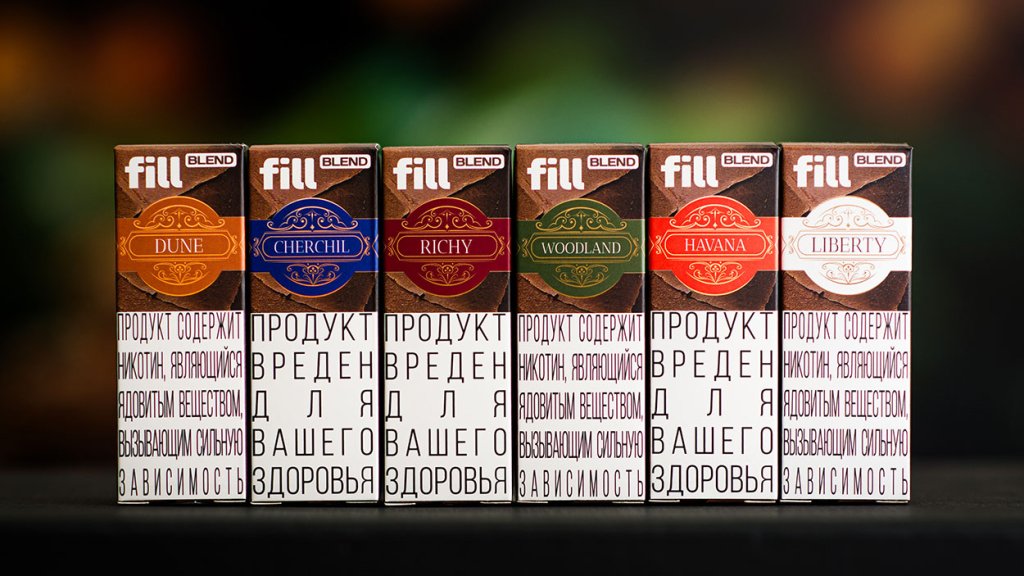 fill BLEND
DUNE
ПРОДУКТ СОДЕРЖИТ
НИКОТИН, ЯВЛЯЮЩИЙСЯ
ЯДОВИТЫМ ВЕЩЕСТВОМ,
ВЫЗЫВАЮЩИМ СИЛЬНУЮ
ЗАВИСИМОСТЬ
fill BLEND
CHERCHIL
ПРОДУКТ
ВРЕДЕН
ДЛЯ
ВАШЕГО
ЗДОРОВЬЯ
fill BLEND
RICHY
ПРОДУКТ
ВРЕДЕН
ДЛЯ
ВАШЕГО
ЗДОРОВЬЯ
fill BLEND
WOODLAND
ПРОДУКТ СОДЕРЖИТ
НИКОТИН, ЯВЛЯЮЩИЙСЯ
ЯДОВИТЫМ ВЕЩЕСТВОМ,
ВЫЗЫВАЮЩИМ СИЛЬНУЮ
ЗАВИСИМОСТЬ
fill BLEND
HAVANA
ПРОДУКТ
ВРЕДЕН
ДЛЯ
ВАШЕГО
ЗДОРОВЬЯ
fill BLEND
LIBERTY
ПРОДУКТ СОДЕРЖИТ
НИКОТИН, ЯВЛЯЮЩИЙСЯ
ЯДОВИТЫМ ВЕЩЕСТВОМ,
ВЫЗЫВАЮЩИМ СИЛЬНУЮ
ЗАВИСИМОСТЬ